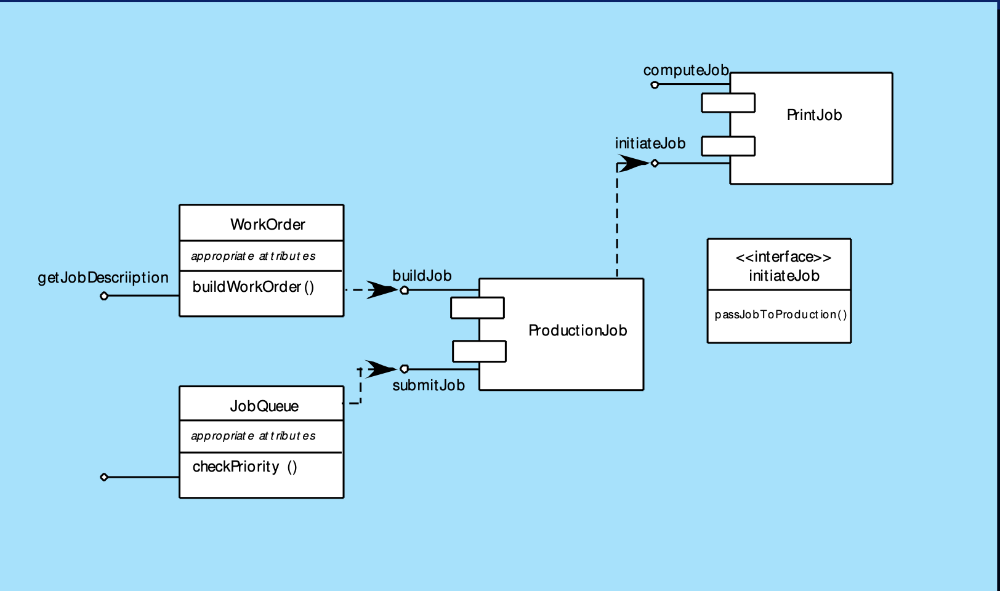 computeJob
PrintJob
initiateJob
WorkOrder
appropriate attributes
getJobDescriiption
buildWorkOrder()
buildJob
<<interface>>
initiateJob
passJobToProduction()
ProductionJob
submitJob
JobQueue
appropriate attributes
checkPriority ()